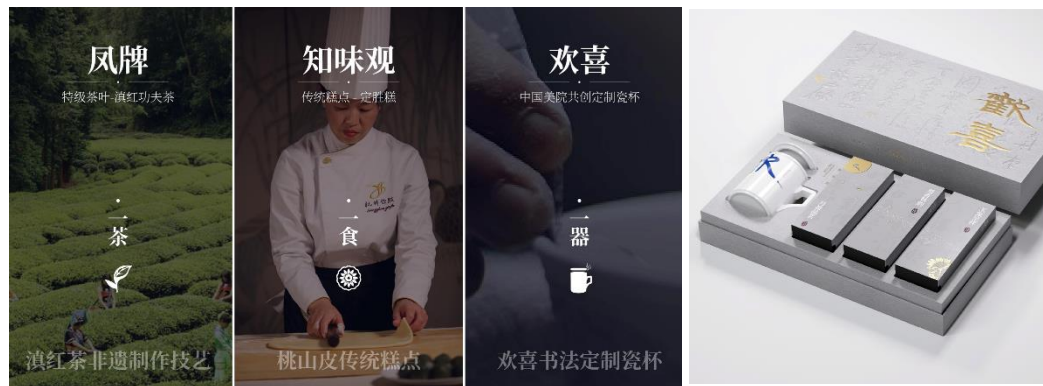 凤牌
特级茶叶-滇红功夫茶
一茶
滇红茶非遗制作技艺
知味观
传统糕点-定胜糕
一食
桃山皮传统糕点
欢喜
中国美院共创定制瓷杯
一器
欢喜书法定制瓷杯
歡喜